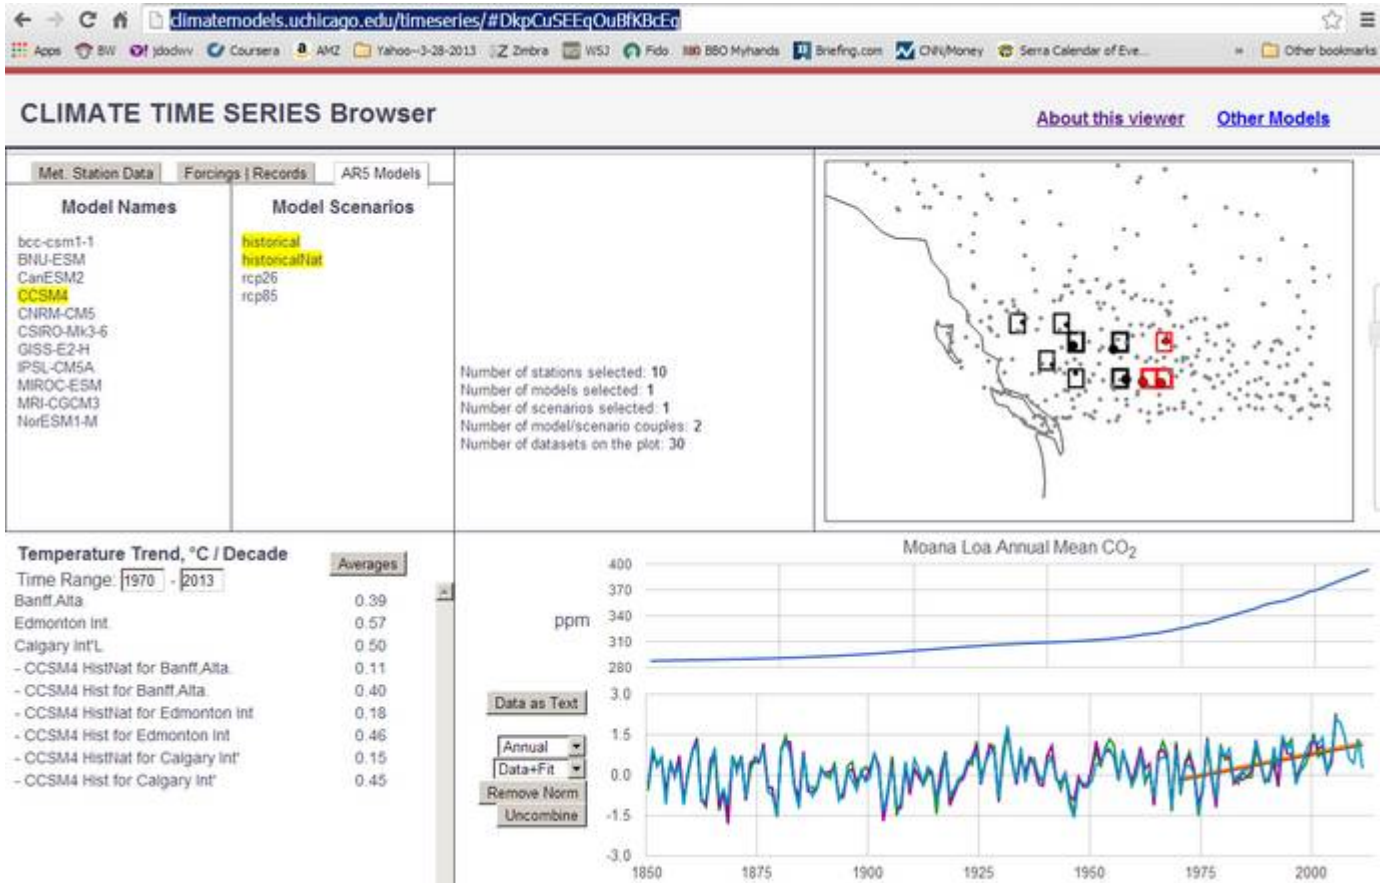 climatemodels.uchicago.edu/timeseries/#DkpCuSEEqOuBfKBcEq
Apps BW jdodwv Coursera AMZ Yahoo--3-28-2013 Zimbra WSJ Fido BBO Myhands Briefing.com CNN/Money Serra Calendar of Eve... » Other bookmarks
CLIMATE TIME SERIES Browser
About this viewer Other Models
Met. Station Data Forcings | Records AR5 Models
Model Names Model Scenarios
bcc-csm1-1 historical
BNU-ESM historicalNat
CanESM2 rcp26
CCSM4 rcp85
CNRM-CM5
CSIRO-Mk3-6
GISS-E2-H
IPSL-CM5A
MIROC-ESM
MRI-CGCM3
NorESM1-M
Number of stations selected: 10
Number of models selected: 1
Number of scenarios selected: 1
Number of model/scenario couples: 2
Number of datasets on the plot: 30
Temperature Trend, °C / Decade
Averages
Time Range: 1970 - 2013
Banff,Alta 0.39
Edmonton Int 0.57
Calgary Int'L 0.50
- CCSM4 HistNat for Banff,Alta. 0.11
- CCSM4 Hist for Banff,Alta. 0.40
- CCSM4 HistNat for Edmonton Int 0.18
- CCSM4 Hist for Edmonton Int 0.46
- CCSM4 HistNat for Calgary Int' 0.15
- CCSM4 Hist for Calgary Int' 0.45
Moana Loa Annual Mean CO2
400
370
ppm
340
310
280
Data as Text
Annual
Data+Fit
Remove Norm
Uncombine
3.0
1.5
0.0
-1.5
-3.0
1850 1875 1900 1925 1950 1975 2000